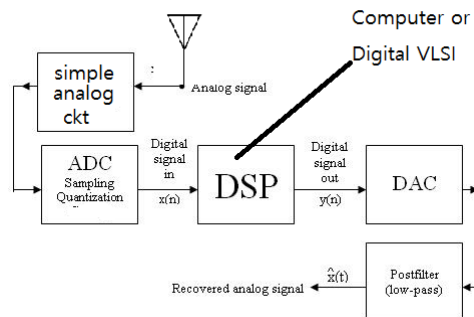 Computer or
Digital VLSI
simple
analog
ckt
:
Analog signal
ADC
Sampling
Quantization
Digital
signal
in
x(n)
DSP
Digital
signal
out
y(n)
DAC
Postfilter
(low-pass)
x̂(t)
Recovered analog signal